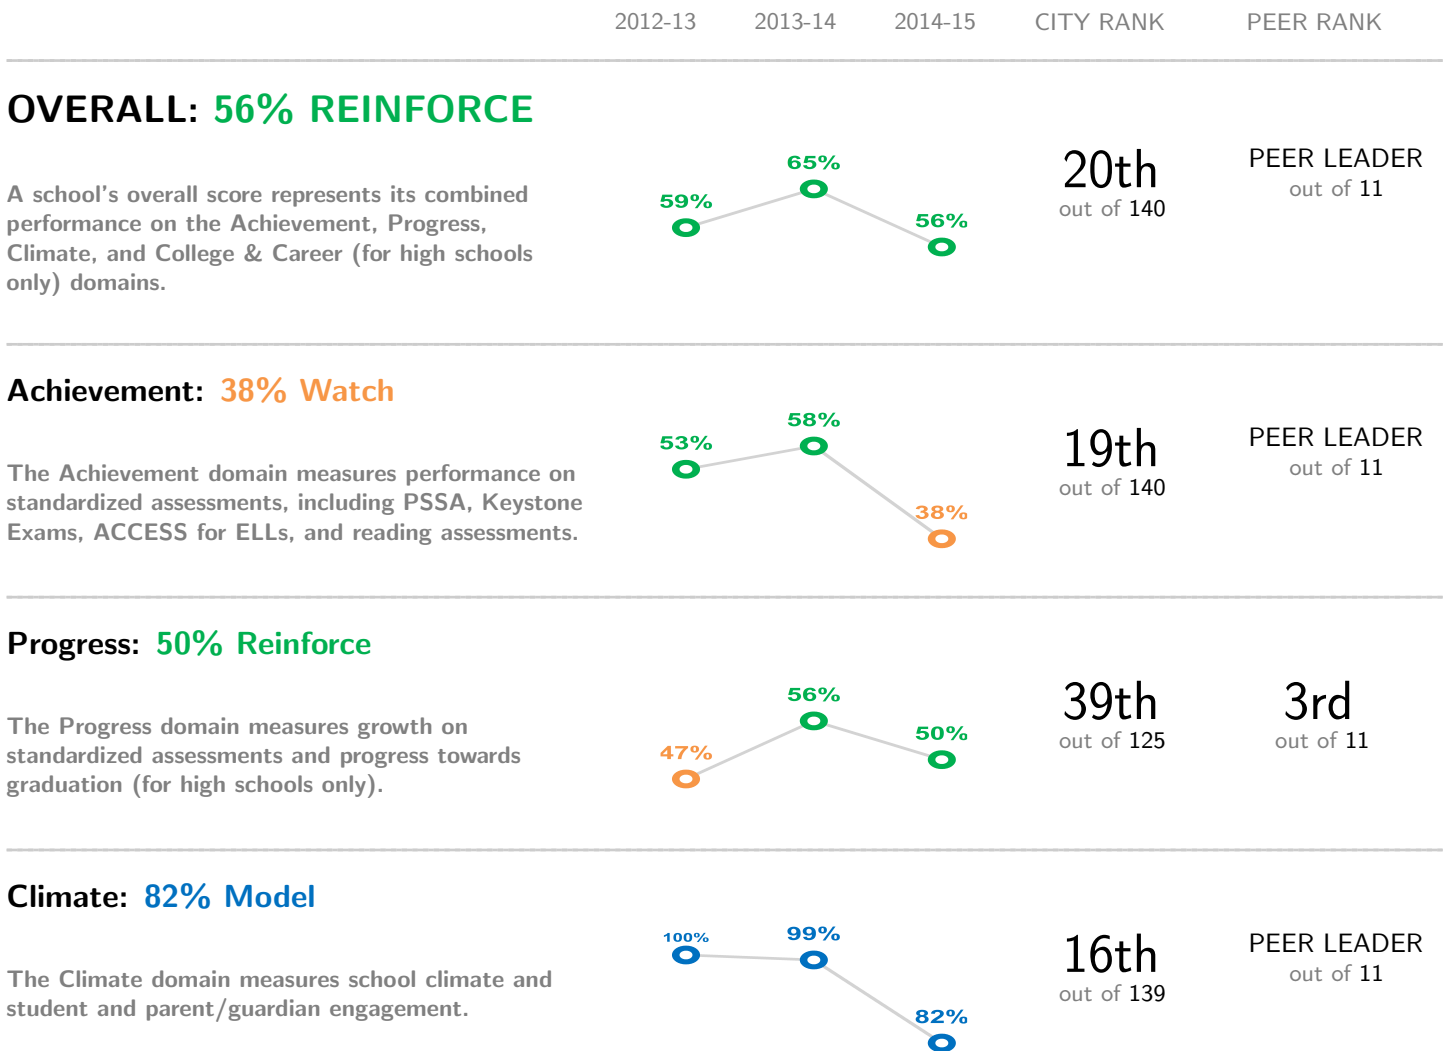 2012-13 2013-14 2014-15 CITY RANK PEER RANK
OVERALL: 56% REINFORCE
A school's overall score represents its combined
performance on the Achievement, Progress,
Climate, and College & Career (for high schools
only) domains.
59%
65%
56%
20th
out of 140
PEER LEADER
out of 11
Achievement: 38% Watch
The Achievement domain measures performance on
standardized assessments, including PSSA, Keystone
Exams, ACCESS for ELLs, and reading assessments.
53%
58%
38%
19th
out of 140
PEER LEADER
out of 11
Progress: 50% Reinforce
The Progress domain measures growth on
standardized assessments and progress towards
graduation (for high schools only).
47%
56%
50%
39th
out of 125
3rd
out of 11
Climate: 82% Model
The Climate domain measures school climate and
student and parent/guardian engagement.
100%
99%
82%
16th
out of 139
PEER LEADER
out of 11